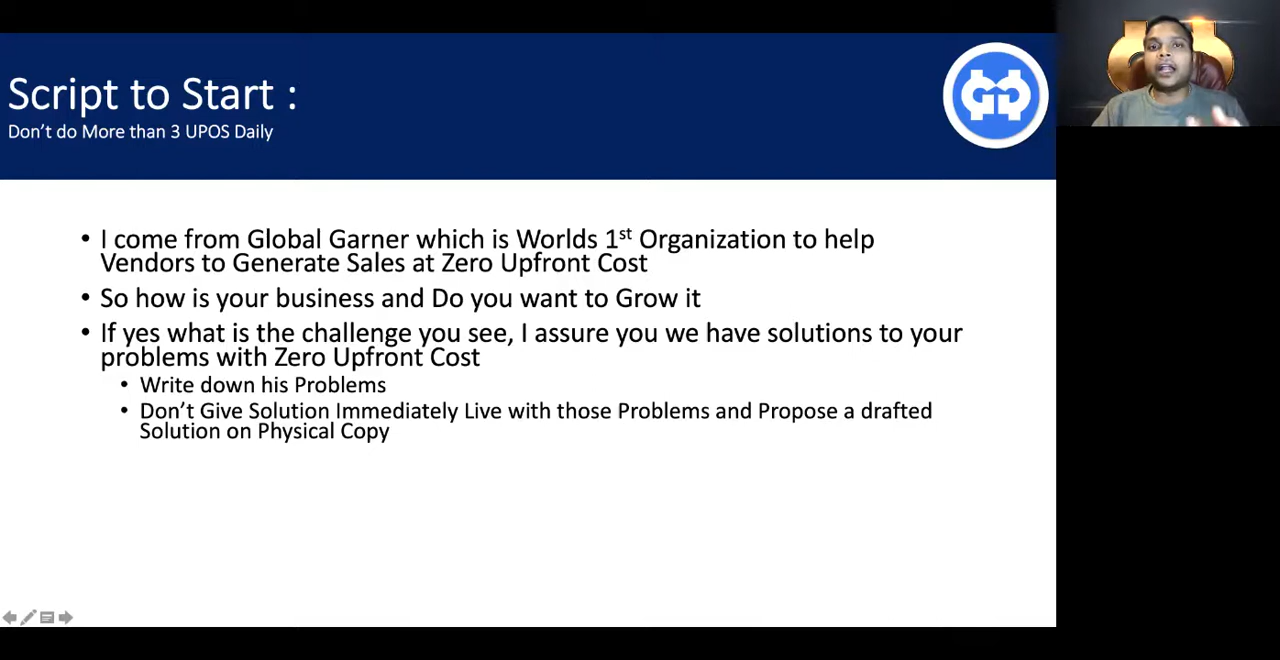 Script to Start :
Don't do More than 3 UPOS Daily
• I come from Global Garner which is Worlds 1st Organization to help
Vendors to Generate Sales at Zero Upfront Cost
• So how is your business and Do you want to Grow it
• If yes what is the challenge you see, I assure you we have solutions to your
problems with Zero Upfront Cost
• Write down his Problems
• Don't Give Solution Immediately Live with those Problems and Propose a drafted
Solution on Physical Copy